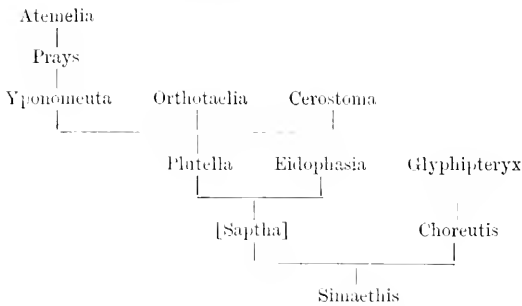 Atemelia
Prays
Yponomeuta Orthotaelia Cerostoma
Plutella Eidophasia Glyphipteryx
[Saptha] Choreutis
Simaethis